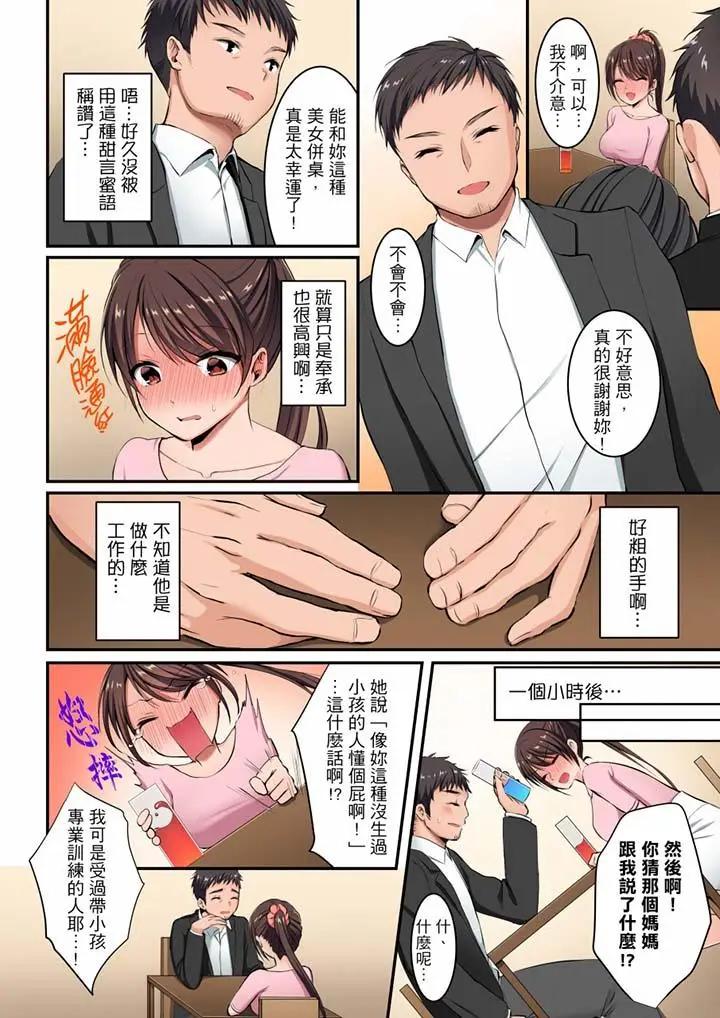 啊，可以…
我不介意…
不好意思，
真的很謝謝妳！
不會不會…
能和妳這種
美女併桌，
真是太幸運了！
唔…好久沒被
用這種甜言蜜語
稱讚了…
就算只是奉承
也很高興啊…
滿臉通紅
好粗的手啊…
不知道他是
做什麼
工作的…
一個小時後…
然後啊！
你猜那個媽媽
跟我說了什麼!?
什、
什麼呢…
她說「像妳這種沒生過
小孩的人懂個屁啊！」
…這什麼話啊!?
怒摔
我可是受過帶小孩
專業訓練的人耶…！